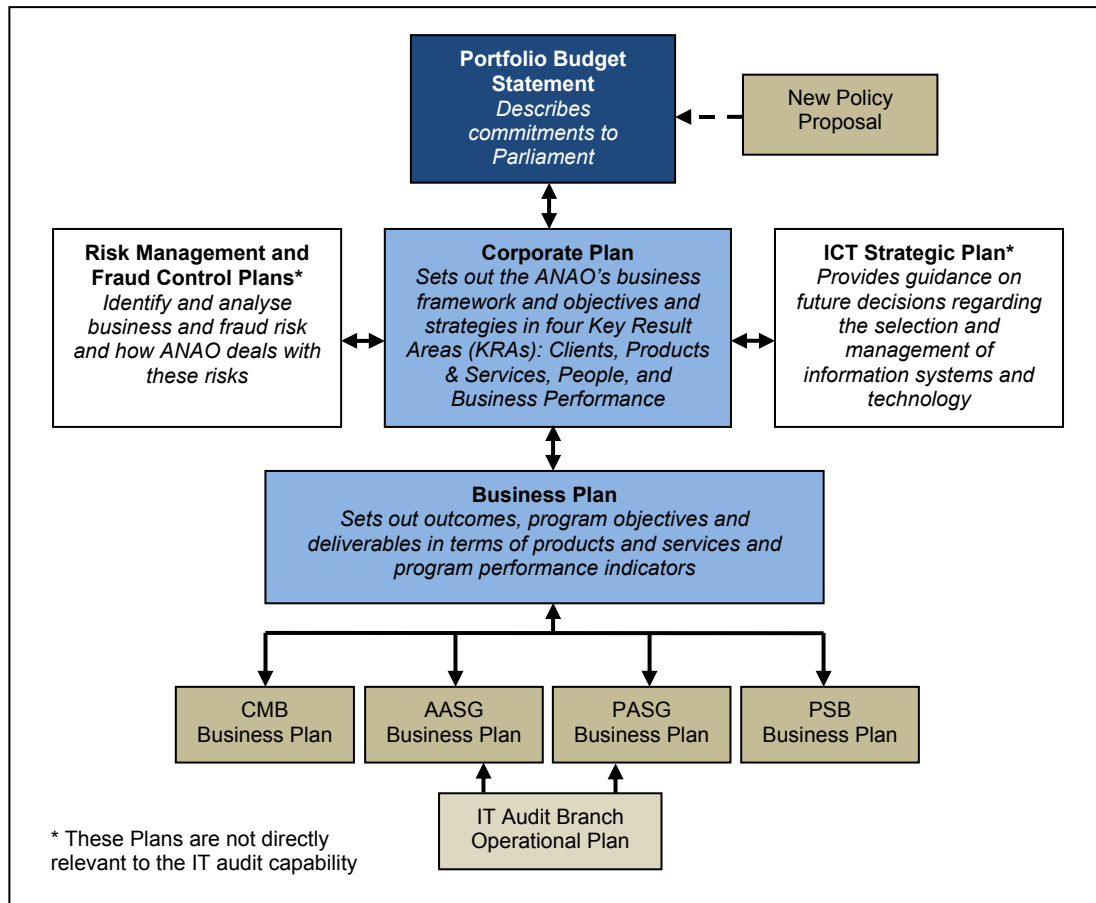 Portfolio Budget
Statement
Describes
commitments to
Parliament
New Policy
Proposal
Risk Management and
Fraud Control Plans*
Identify and analyse
business and fraud risk
and how ANAO deals with
these risks
Corporate Plan
Sets out the ANAO’s business
framework and objectives and
strategies in four Key Result
Areas (KRAs): Clients, Products
& Services, People, and
Business Performance
ICT Strategic Plan*
Provides guidance on
future decisions regarding
the selection and
management of
information systems and
technology
Business Plan
Sets out outcomes, program objectives and
deliverables in terms of products and services and
program performance indicators
CMB
Business Plan
AASG
Business Plan
PASG
Business Plan
PSB
Business Plan
IT Audit Branch
Operational Plan
* These Plans are not directly
relevant to the IT audit capability